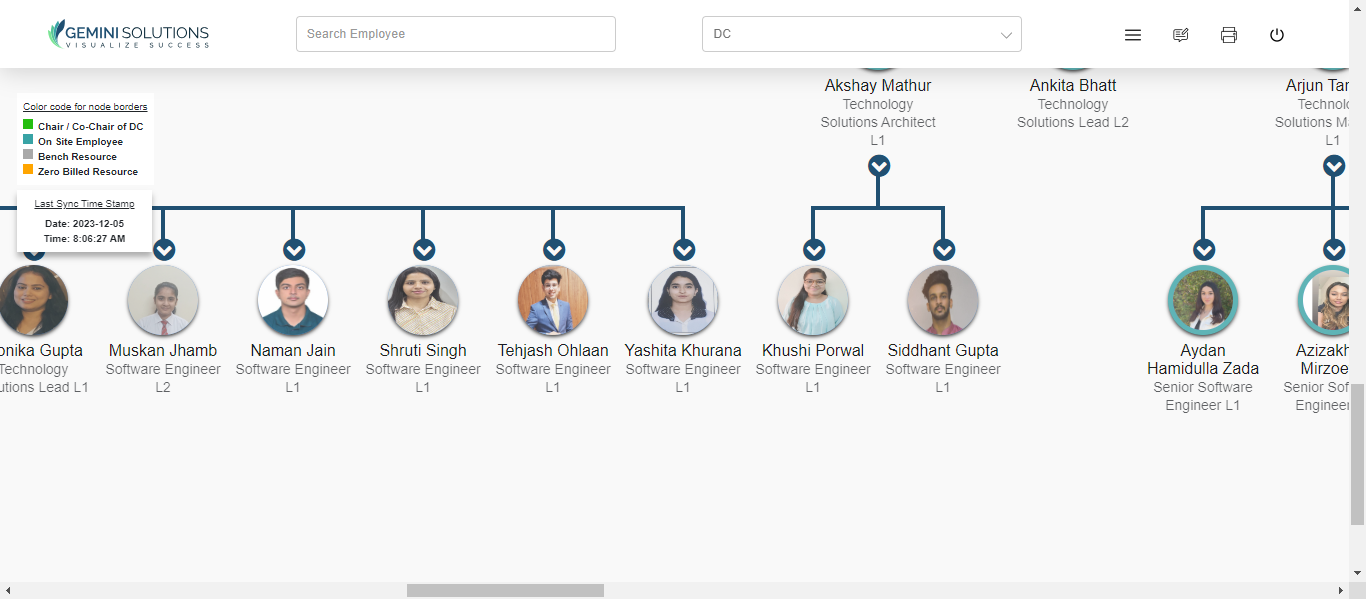 GEMINI SOLUTIONS
VISUALIZE SUCCESS
Search Employee
DC
Akshay Mathur
Technology
Solutions Architect
L1
Ankita Bhatt
Technology
Solutions Lead L2
Arjun Tar
Technolo
Solutions M
L1
Color code for node borders
Chair / Co-Chair of DC
On Site Employee
Bench Resource
Zero Billed Resource
Last Sync Time Stamp
Date: 2023-12-05
Time: 8:06:27 AM
onika Gupta
Technology
utions Lead L1
Muskan Jhamb
Software Engineer
L2
Naman Jain
Software Engineer
L1
Shruti Singh
Software Engineer
L1
Tehjash Ohlaan
Software Engineer
L1
Yashita Khurana
Software Engineer
L1
Khushi Porwal
Software Engineer
L1
Siddhant Gupta
Software Engineer
L1
Aydan
Hamidulla Zada
Senior Software
Engineer L1
Azizakh
Mirzoe
Senior Sof
Engineer